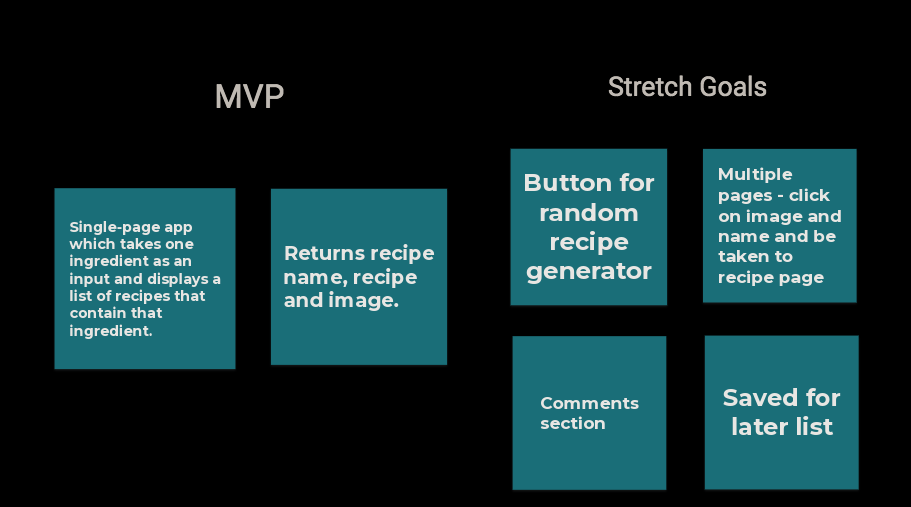 MVP
Stretch Goals
Single-page app
which takes one
ingredient as an
input and displays a
list of recipes that
contain that
ingredient.
Returns recipe
name, recipe
and image.
Button for
random
recipe
generator
Multiple
pages - click
on image and
name and be
taken to
recipe page
Comments
section
Saved for
later list